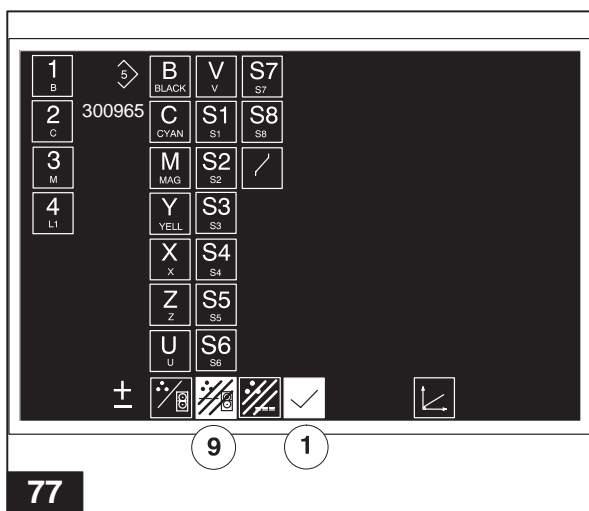 1 5 B V S7
B BLACK V S7
2 300965 C S1 S8
C CYAN S1 S8
3 M S2
M MAG S2
4 Y S3
L1 YELL S3
X S4
X S4
Z S5
Z S5
U S6
U S6
±
9 1
77